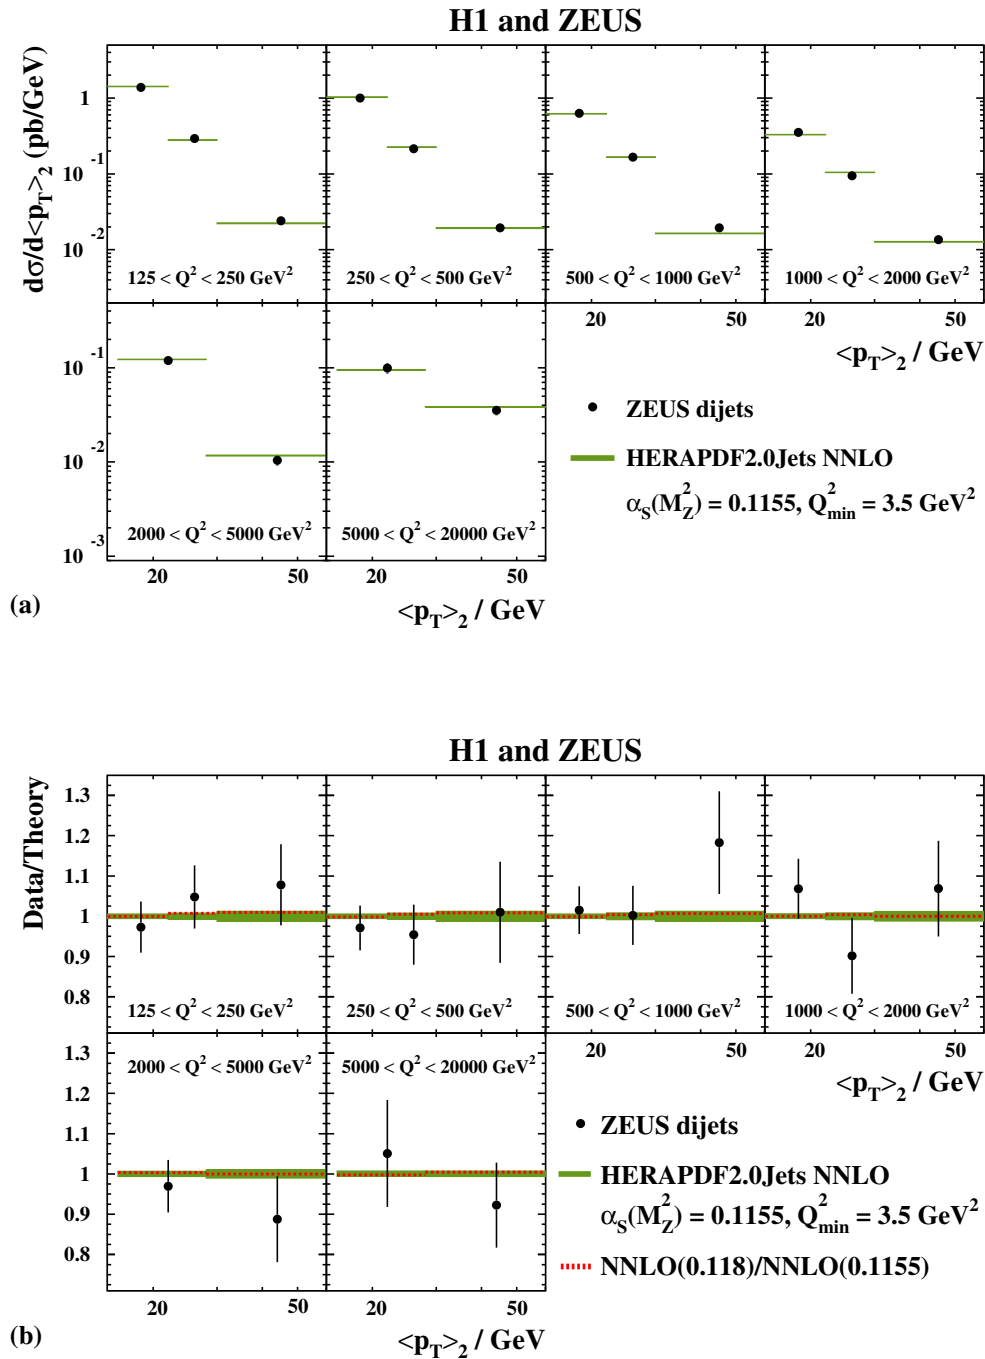 H1 and ZEUS
dσ/d<p_T>_2 (pb/GeV)
1
10^-1
10^-2
125 < Q^2 < 250 GeV^2
250 < Q^2 < 500 GeV^2
500 < Q^2 < 1000 GeV^2
1000 < Q^2 < 2000 GeV^2
20 50 20 50
<p_T>_2 / GeV
10^-1
10^-2
10^-3
2000 < Q^2 < 5000 GeV^2
5000 < Q^2 < 20000 GeV^2
20 50 20 50
<p_T>_2 / GeV
ZEUS dijets
HERAPDF2.0Jets NNLO
α_S(M_Z^2) = 0.1155, Q_min^2 = 3.5 GeV^2
(a)
H1 and ZEUS
Data/Theory
1.3
1.2
1.1
1
0.9
0.8
125 < Q^2 < 250 GeV^2
250 < Q^2 < 500 GeV^2
500 < Q^2 < 1000 GeV^2
1000 < Q^2 < 2000 GeV^2
20 50 20 50
<p_T>_2 / GeV
1.3
1.2
1.1
1
0.9
0.8
2000 < Q^2 < 5000 GeV^2
5000 < Q^2 < 20000 GeV^2
20 50 20 50
<p_T>_2 / GeV
ZEUS dijets
HERAPDF2.0Jets NNLO
α_S(M_Z^2) = 0.1155, Q_min^2 = 3.5 GeV^2
NNLO(0.118)/NNLO(0.1155)
(b)